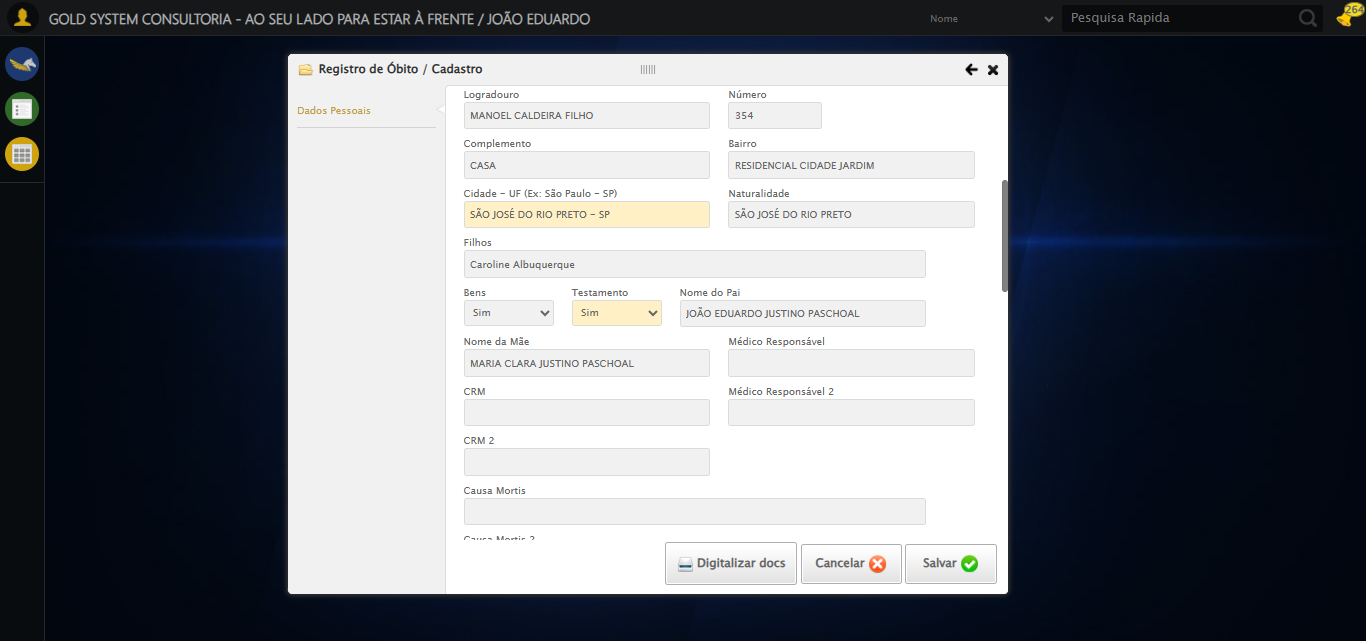 GOLD SYSTEM CONSULTORIA - AO SEU LADO PARA ESTAR À FRENTE / JOÃO EDUARDO
Nome
Pesquisa Rapida
264
Registro de Óbito / Cadastro
Dados Pessoais
Logradouro
Número
MANOEL CALDEIRA FILHO
354
Complemento
Bairro
CASA
RESIDENCIAL CIDADE JARDIM
Cidade - UF (Ex: São Paulo - SP)
Naturalidade
SÃO JOSÉ DO RIO PRETO - SP
SÃO JOSÉ DO RIO PRETO
Filhos
Caroline Albuquerque
Bens
Testamento
Nome do Pai
Sim
Sim
JOÃO EDUARDO JUSTINO PASCHOAL
Nome da Mãe
Médico Responsável
MARIA CLARA JUSTINO PASCHOAL
CRM
Médico Responsável 2
CRM 2
Causa Mortis
Causa Mortis 2
Digitalizar docs
Cancelar
Salvar